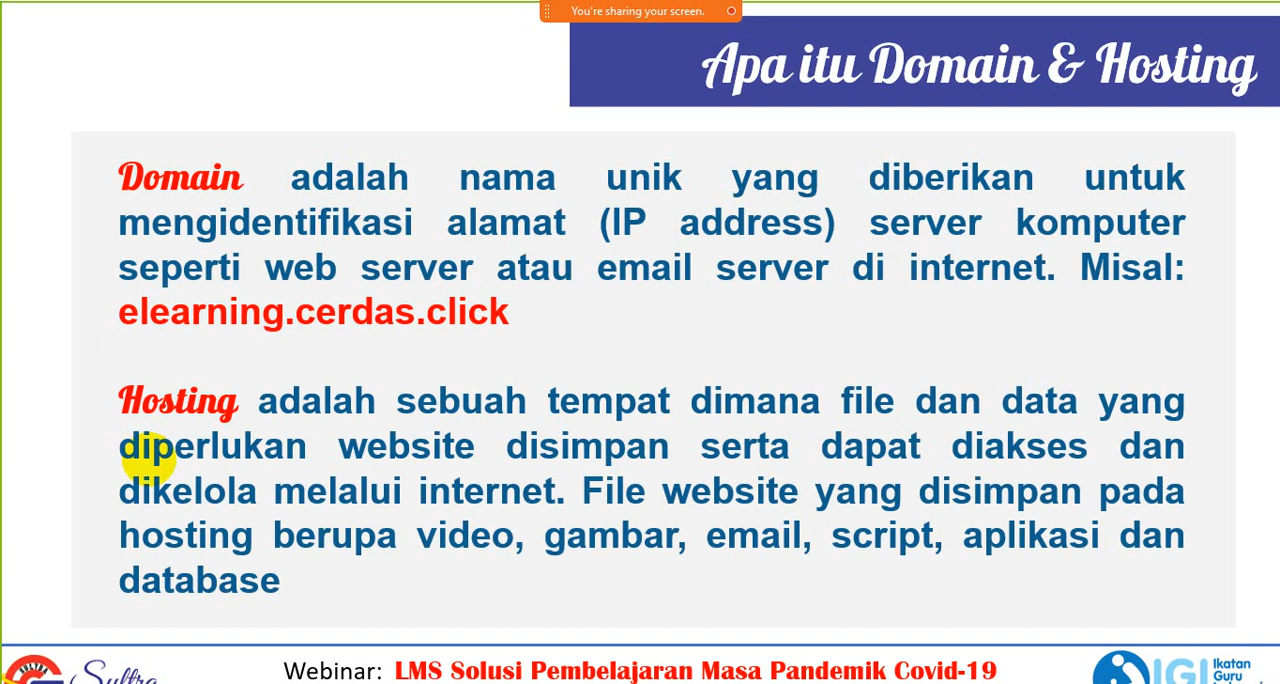 You're sharing your screen.
Apa itu Domain & Hosting
Domain adalah nama unik yang diberikan untuk
mengidentifikasi alamat (IP address) server komputer
seperti web server atau email server di internet. Misal:
elearning.cerdas.click
Hosting adalah sebuah tempat dimana file dan data yang
diperlukan website disimpan serta dapat diakses dan
dikelola melalui internet. File website yang disimpan pada
hosting berupa video, gambar, email, script, aplikasi dan
database
Sultra
Webinar: LMS Solusi Pembelajaran Masa Pandemik Covid-19
IGI
Ikatan
Guru